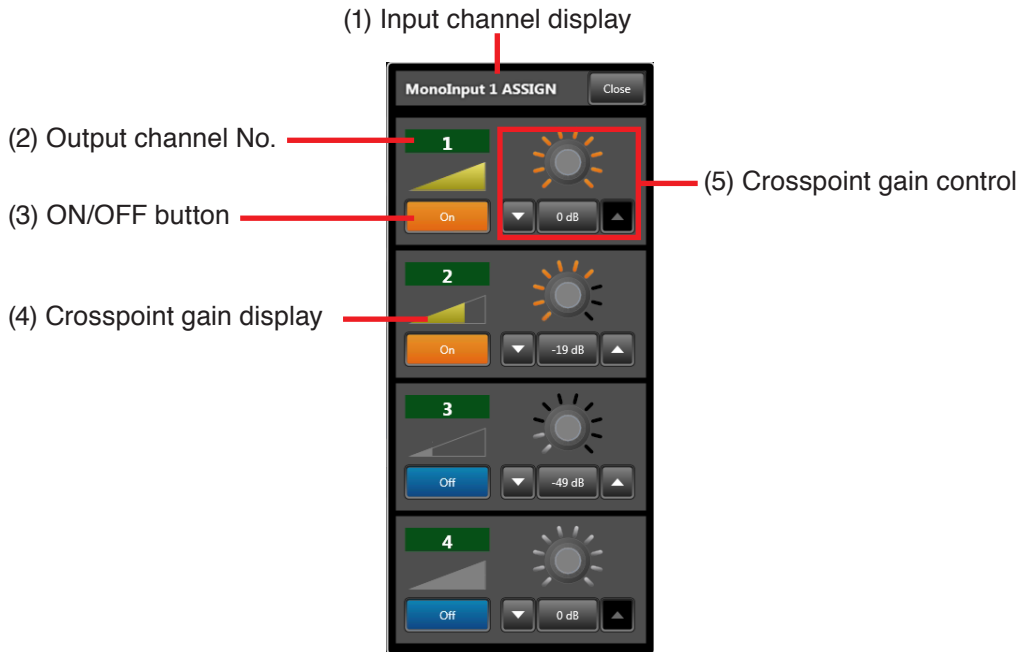 (1) Input channel display
MonoInput 1 ASSIGN
Close
(2) Output channel No.
1
(5) Crosspoint gain control
(3) ON/OFF button
On
0 dB
2
(4) Crosspoint gain display
On
-19 dB
3
Off
-49 dB
4
Off
0 dB